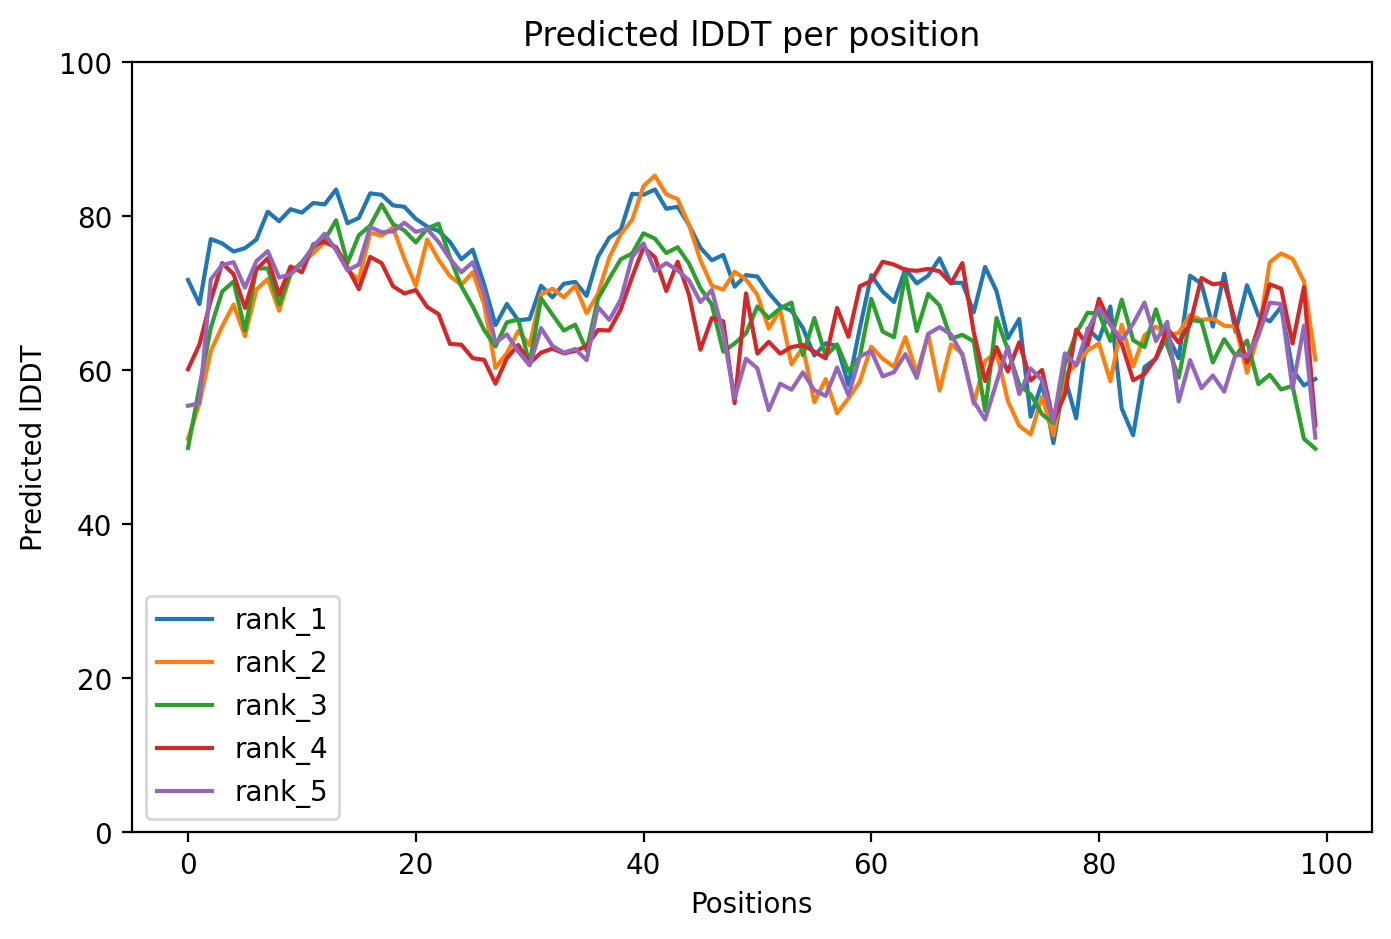 Predicted lDDT per position
100
80
60
40
20
0
Predicted lDDT
rank_1
rank_2
rank_3
rank_4
rank_5
0 20 40 60 80 100
Positions